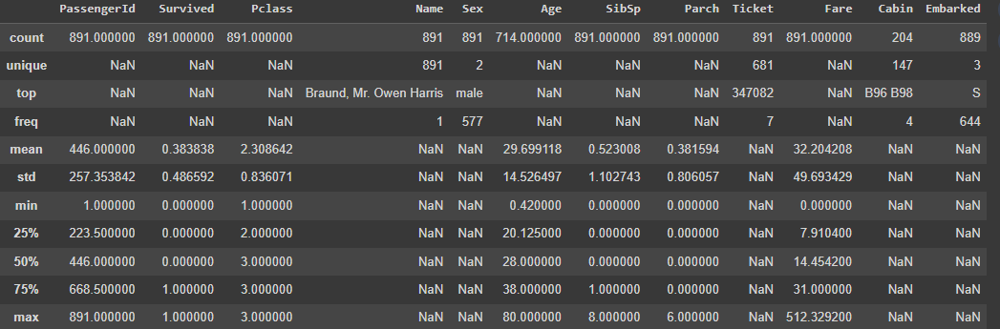 PassengerId Survived Pclass Name Sex Age SibSp Parch Ticket Fare Cabin Embarked
count 891.000000 891.000000 891.000000 891 891 714.000000 891.000000 891.000000 891 891.000000 204 889
unique NaN NaN NaN 891 2 NaN NaN NaN 681 NaN 147 3
top NaN NaN NaN Braund, Mr. Owen Harris male NaN NaN NaN 347082 NaN B96 B98 S
freq NaN NaN NaN 1 577 NaN NaN NaN 7 NaN 4 644
mean 446.000000 0.383838 2.308642 NaN NaN 29.699118 0.523008 0.381594 NaN 32.204208 NaN NaN
std 257.353842 0.486592 0.836071 NaN NaN 14.526497 1.102743 0.806057 NaN 49.693429 NaN NaN
min 1.000000 0.000000 1.000000 NaN NaN 0.420000 0.000000 0.000000 NaN 0.000000 NaN NaN
25% 223.500000 0.000000 2.000000 NaN NaN 20.125000 0.000000 0.000000 NaN 7.910400 NaN NaN
50% 446.000000 0.000000 3.000000 NaN NaN 28.000000 0.000000 0.000000 NaN 14.454200 NaN NaN
75% 668.500000 1.000000 3.000000 NaN NaN 38.000000 1.000000 0.000000 NaN 31.000000 NaN NaN
max 891.000000 1.000000 3.000000 NaN NaN 80.000000 8.000000 6.000000 NaN 512.329200 NaN NaN